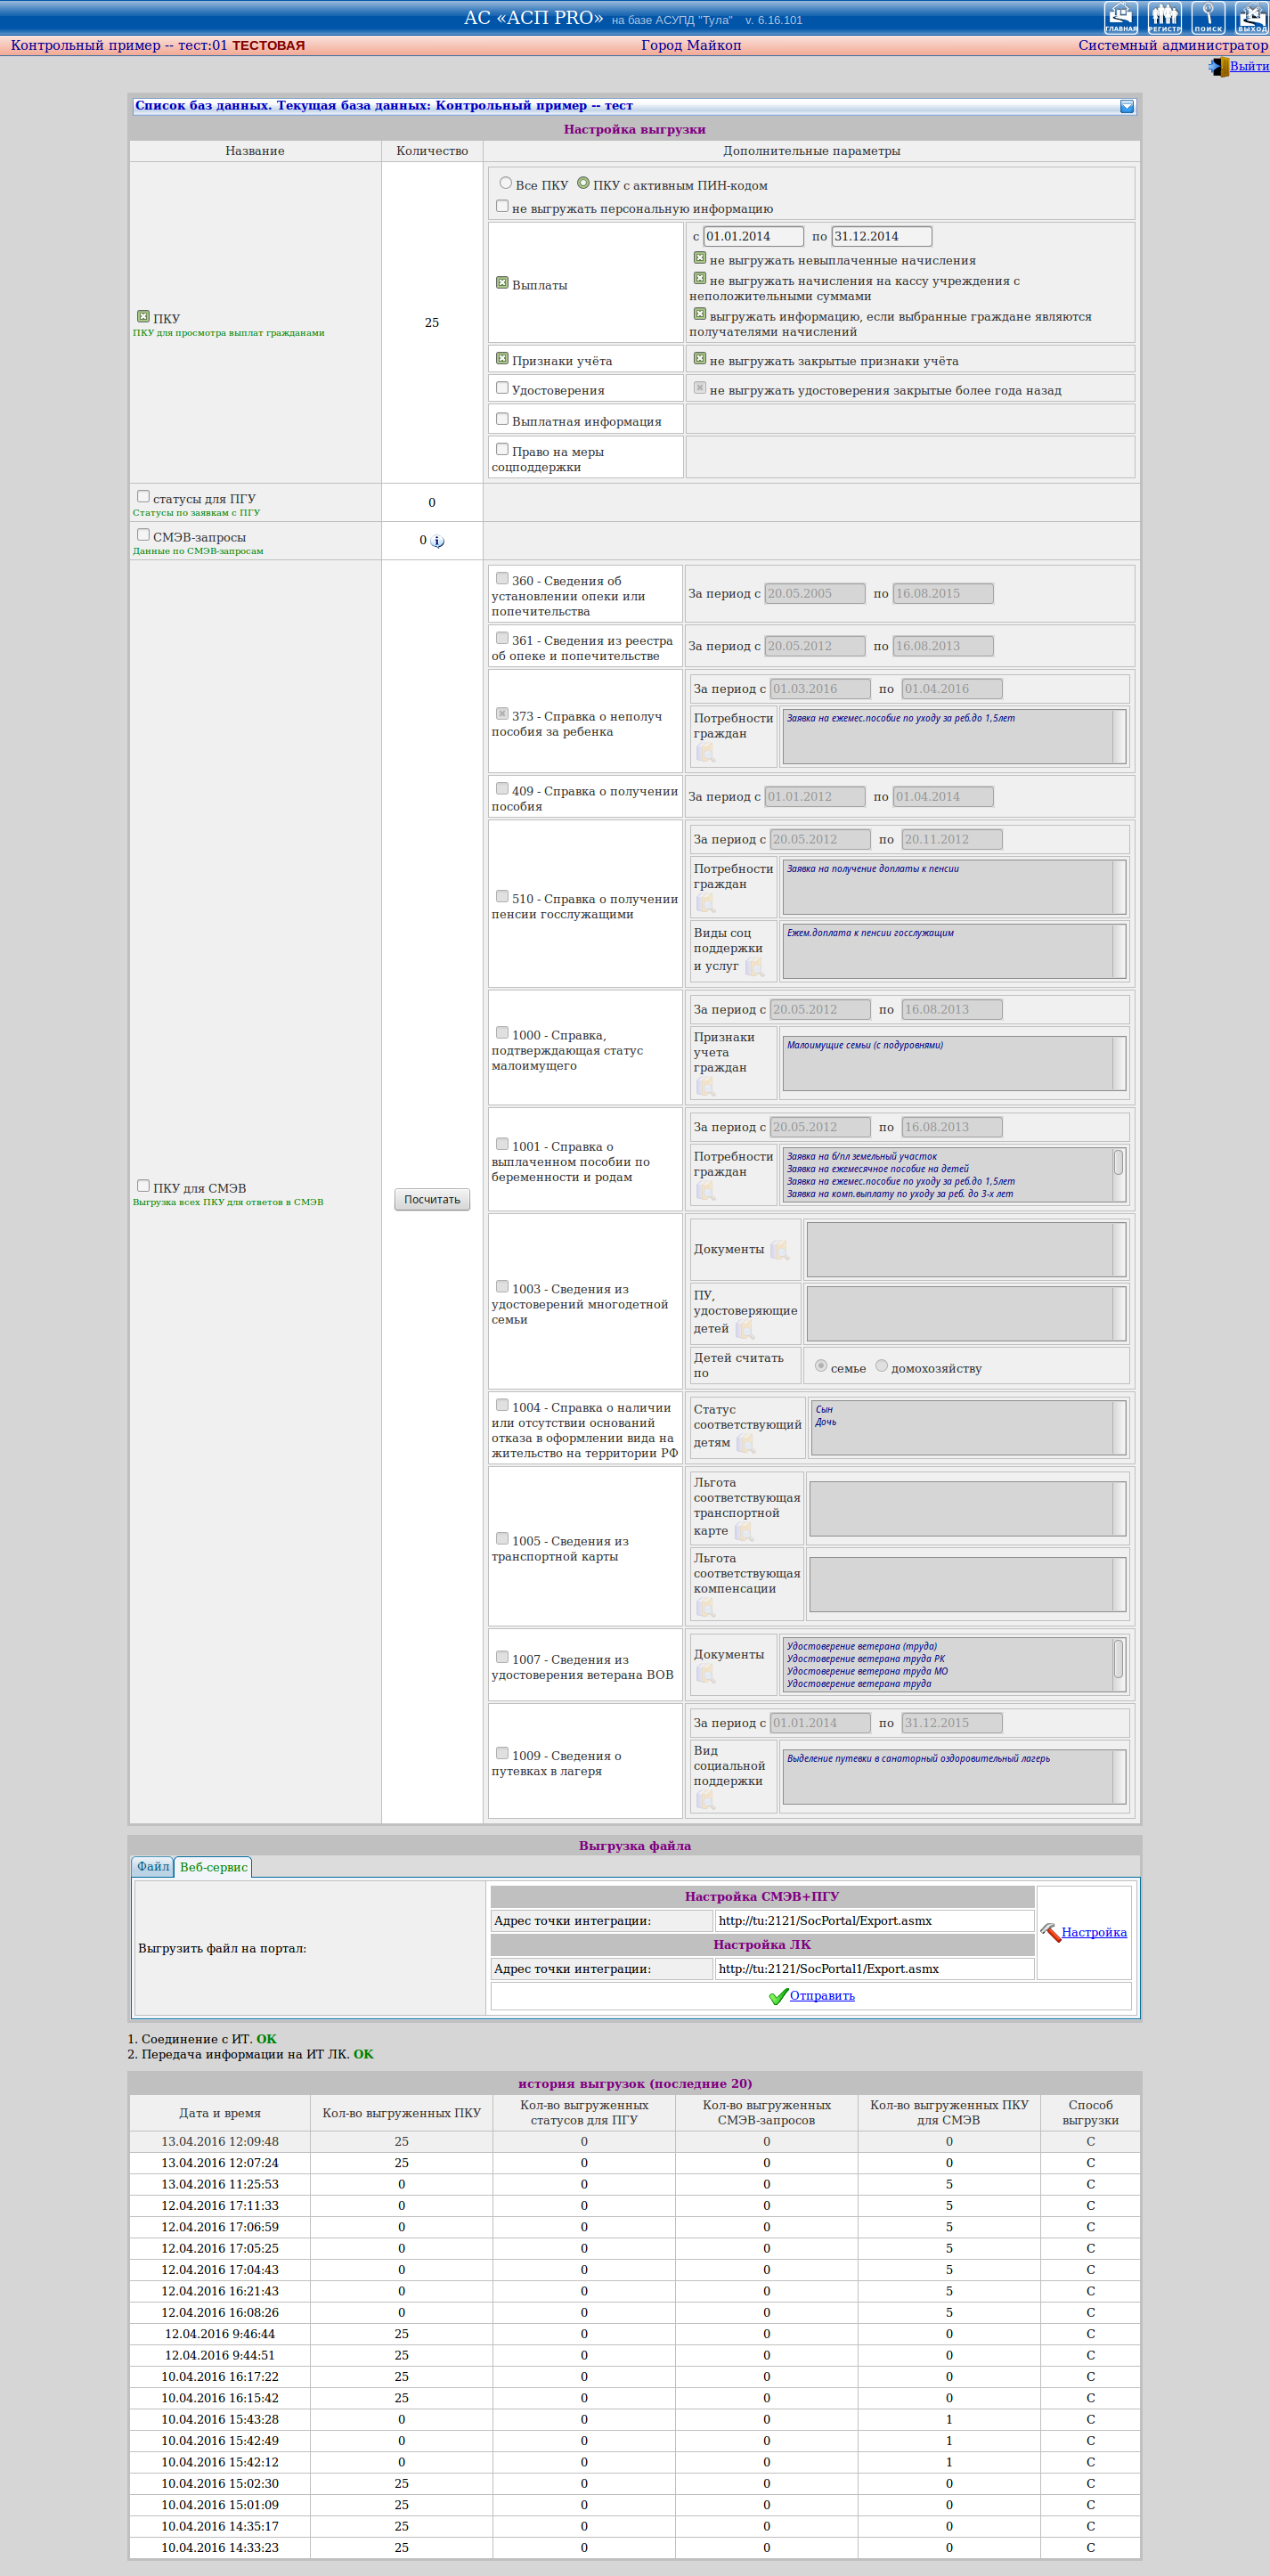 АС «АСП PRO» на базе АСУПД "Тула" v. 6.16.101
ГЛАВНАЯ РЕГИСТР ПОИСК ВЫХОД
Контрольный пример -- тест:01 ТЕСТОВАЯ Город Майкоп Системный администратор
Выйти
Список баз данных. Текущая база данных: Контрольный пример -- тест
Настройка выгрузки
Название Количество Дополнительные параметры
ПКУ
ПКУ для просмотра выплат гражданами
25
Все ПКУ ПКУ с активным ПИН-кодом
не выгружать персональную информацию
Выплаты
с 01.01.2014 по 31.12.2014
не выгружать невыплаченные начисления
не выгружать начисления на кассу учреждения с
неположительными суммами
выгружать информацию, если выбранные граждане являются
получателями начислений
Признаки учёта не выгружать закрытые признаки учёта
Удостоверения не выгружать удостоверения закрытые более года назад
Выплатная информация
Право на меры
соцподдержки
статусы для ПГУ
Статусы по заявкам с ПГУ
0
СМЭВ-запросы
Данные по СМЭВ-запросам
0
ПКУ для СМЭВ
Выгрузка всех ПКУ для ответов в СМЭВ
Посчитать
360 - Сведения об
установлении опеки или
попечительства
За период с 20.05.2005 по 16.08.2015
361 - Сведения из реестра
об опеке и попечительстве
За период с 20.05.2012 по 16.08.2013
373 - Справка о неполуч
пособия за ребенка
За период с 01.03.2016 по 01.04.2016
Потребности
граждан
Заявка на ежемес.пособие по уходу за реб.до 1,5лет
409 - Справка о получении
пособия
За период с 01.01.2012 по 01.04.2014
510 - Справка о получении
пенсии госслужащими
За период с 20.05.2012 по 20.11.2012
Потребности
граждан
Заявка на получение доплаты к пенсии
Виды соц
поддержки
и услуг
Ежем.доплата к пенсии госслужащим
1000 - Справка,
подтверждающая статус
малоимущего
За период с 20.05.2012 по 16.08.2013
Признаки
учета
граждан
Малоимущие семьи (с подуровнями)
1001 - Справка о
выплаченном пособии по
беременности и родам
За период с 20.05.2012 по 16.08.2013
Потребности
граждан
Заявка на б/пл земельный участок
Заявка на ежемесячное пособие на детей
Заявка на ежемес.пособие по уходу за реб.до 1,5лет
Заявка на комп.выплату по уходу за реб. до 3-х лет
1003 - Сведения из
удостоверений многодетной
семьи
Документы
ПУ,
удостоверяющие
детей
Детей считать
по
семье домохозяйству
1004 - Справка о наличии
или отсутствии оснований
отказа в оформлении вида на
жительство на территории РФ
Статус
соответствующий
детям
Сын
Дочь
1005 - Сведения из
транспортной карты
Льгота
соответствующая
транспортной
карте
Льгота
соответствующая
компенсации
1007 - Сведения из
удостоверения ветерана ВОВ
Документы
Удостоверение ветерана (труда)
Удостоверение ветерана труда РК
Удостоверение ветерана труда МО
Удостоверение ветерана труда
1009 - Сведения о
путевках в лагеря
За период с 01.01.2014 по 31.12.2015
Вид
социальной
поддержки
Выделение путевки в санаторный оздоровительный лагерь
Выгрузка файла
Файл Веб-сервис
Выгрузить файл на портал:
Настройка СМЭВ+ПГУ
Адрес точки интеграции: http://tu:2121/SocPortal/Export.asmx
Настройка ЛК
Адрес точки интеграции: http://tu:2121/SocPortal1/Export.asmx
Настройка
Отправить
1. Соединение с ИТ. ОК
2. Передача информации на ИТ ЛК. ОК
история выгрузок (последние 20)
Дата и время Кол-во выгруженных ПКУ Кол-во выгруженных статусов для ПГУ Кол-во выгруженных СМЭВ-запросов Кол-во выгруженных ПКУ для СМЭВ Способ выгрузки
13.04.2016 12:09:48 25 0 0 0 С
13.04.2016 12:07:24 25 0 0 0 С
13.04.2016 11:25:53 0 0 0 5 С
12.04.2016 17:11:33 0 0 0 5 С
12.04.2016 17:06:59 0 0 0 5 С
12.04.2016 17:05:25 0 0 0 5 С
12.04.2016 17:04:43 0 0 0 5 С
12.04.2016 16:21:43 0 0 0 5 С
12.04.2016 16:08:26 0 0 0 5 С
12.04.2016 9:46:44 25 0 0 0 С
12.04.2016 9:44:51 25 0 0 0 С
10.04.2016 16:17:22 25 0 0 0 С
10.04.2016 16:15:42 25 0 0 0 С
10.04.2016 15:43:28 0 0 0 1 С
10.04.2016 15:42:49 0 0 0 1 С
10.04.2016 15:42:12 0 0 0 1 С
10.04.2016 15:02:30 25 0 0 0 С
10.04.2016 15:01:09 25 0 0 0 С
10.04.2016 14:35:17 25 0 0 0 С
10.04.2016 14:33:23 25 0 0 0 С